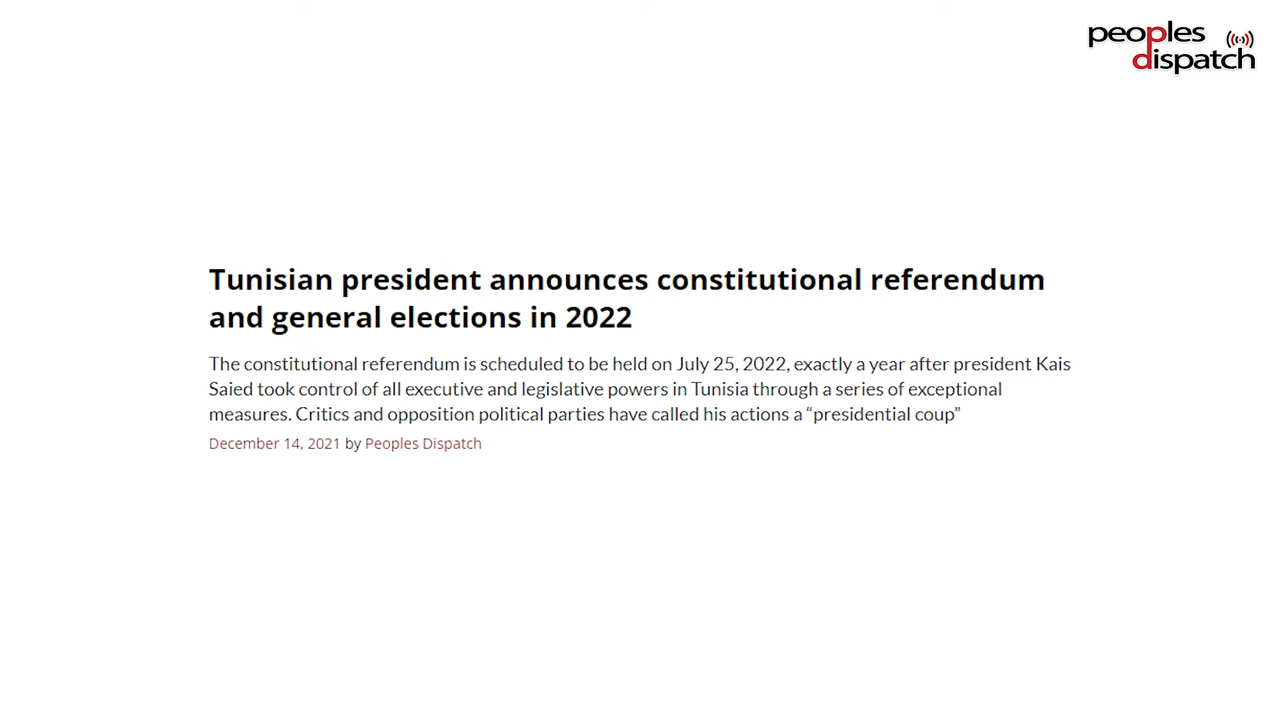 peoples
dispatch
Tunisian president announces constitutional referendum
and general elections in 2022
The constitutional referendum is scheduled to be held on July 25, 2022, exactly a year after president Kais
Saied took control of all executive and legislative powers in Tunisia through a series of exceptional
measures. Critics and opposition political parties have called his actions a “presidential coup”
December 14, 2021 by Peoples Dispatch